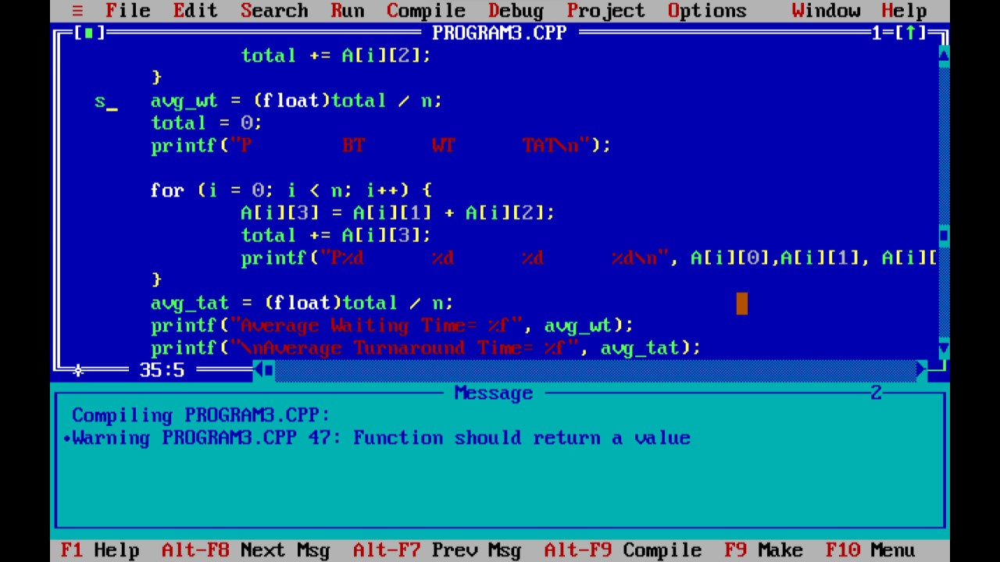 ≡ File Edit Search Run Compile Debug Project Options Window Help
[■] PROGRAM3.CPP 1=[↑]
total += A[i][2];
}
s_ avg_wt = (float)total / n;
total = 0;
printf("P BT WT TAT\n");
for (i = 0; i < n; i++) {
A[i][3] = A[i][1] + A[i][2];
total += A[i][3];
printf("P%d %d %d %d\n", A[i][0],A[i][1], A[i][
}
avg_tat = (float)total / n;
printf("Average Waiting Time= %f", avg_wt);
printf("\nAverage Turnaround Time= %f", avg_tat);
35:5
Message 2
Compiling PROGRAM3.CPP:
•Warning PROGRAM3.CPP 47: Function should return a value
F1 Help Alt-F8 Next Msg Alt-F7 Prev Msg Alt-F9 Compile F9 Make F10 Menu